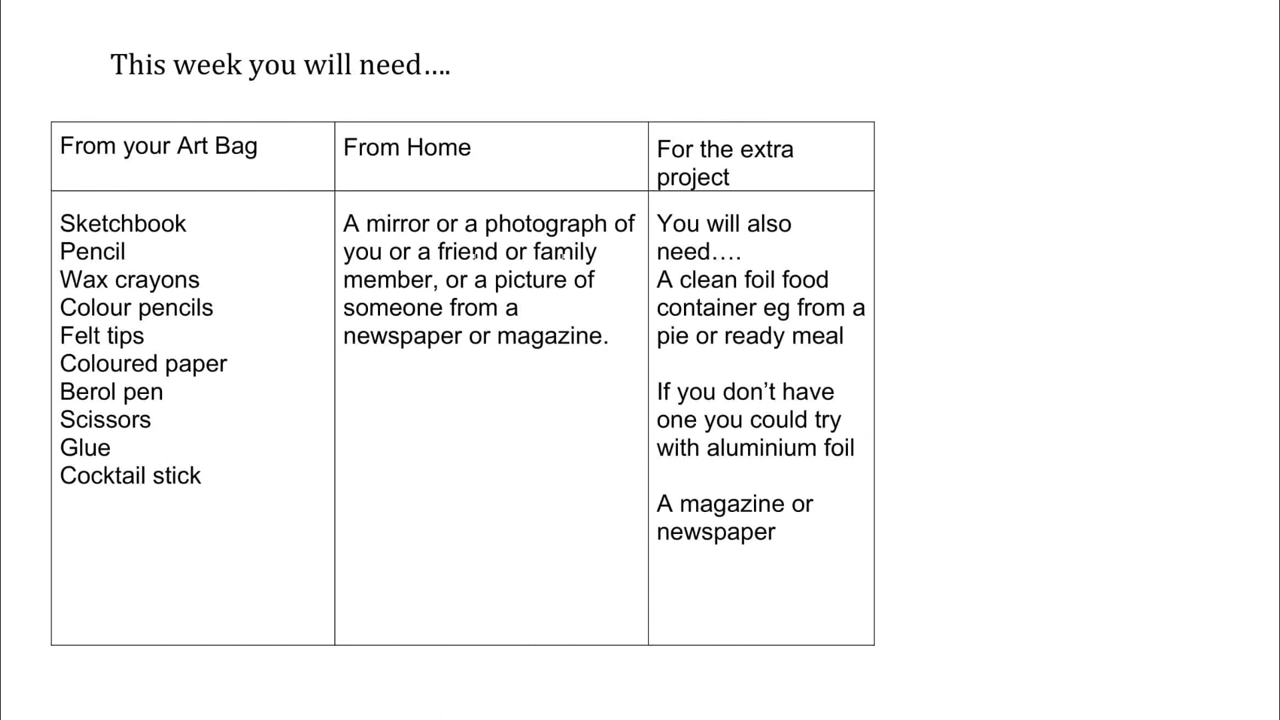 This week you will need....
From your Art Bag
From Home
For the extra
project
Sketchbook
Pencil
Wax crayons
Colour pencils
Felt tips
Coloured paper
Berol pen
Scissors
Glue
Cocktail stick
A mirror or a photograph of
you or a friend or family
member, or a picture of
someone from a
newspaper or magazine.
You will also
need....
A clean foil food
container eg from a
pie or ready meal
If you don’t have
one you could try
with aluminium foil
A magazine or
newspaper